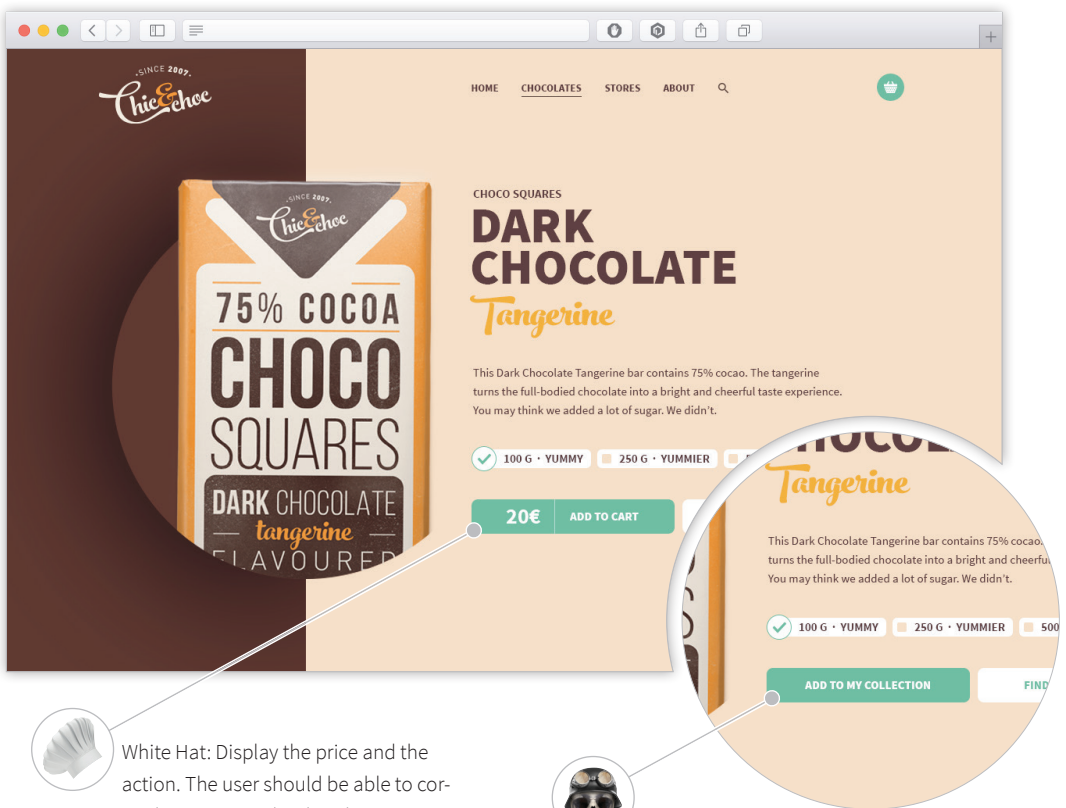 ·SINCE 2007·
Chic&choc
HOME CHOCOLATES STORES ABOUT
·SINCE 2007·
Chic&choc
75% COCOA
CHOCO
SQUARES
DARK CHOCOLATE
tangerine
FLAVOURED
CHOCO SQUARES
DARK
CHOCOLATE
Tangerine
This Dark Chocolate Tangerine bar contains 75% cocao. The tangerine
turns the full-bodied chocolate into a bright and cheerful taste experience.
You may think we added a lot of sugar. We didn't.
100 G · YUMMY 250 G · YUMMIER
20€ ADD TO CART
Tangerine
This Dark Chocolate Tangerine bar contains 75% cocao.
turns the full-bodied chocolate into a bright and cheerfu
You may think we added a lot of sugar. We didn't.
100 G · YUMMY 250 G · YUMMIER 500
ADD TO MY COLLECTION FIND
White Hat: Display the price and the
action. The user should be able to cor-